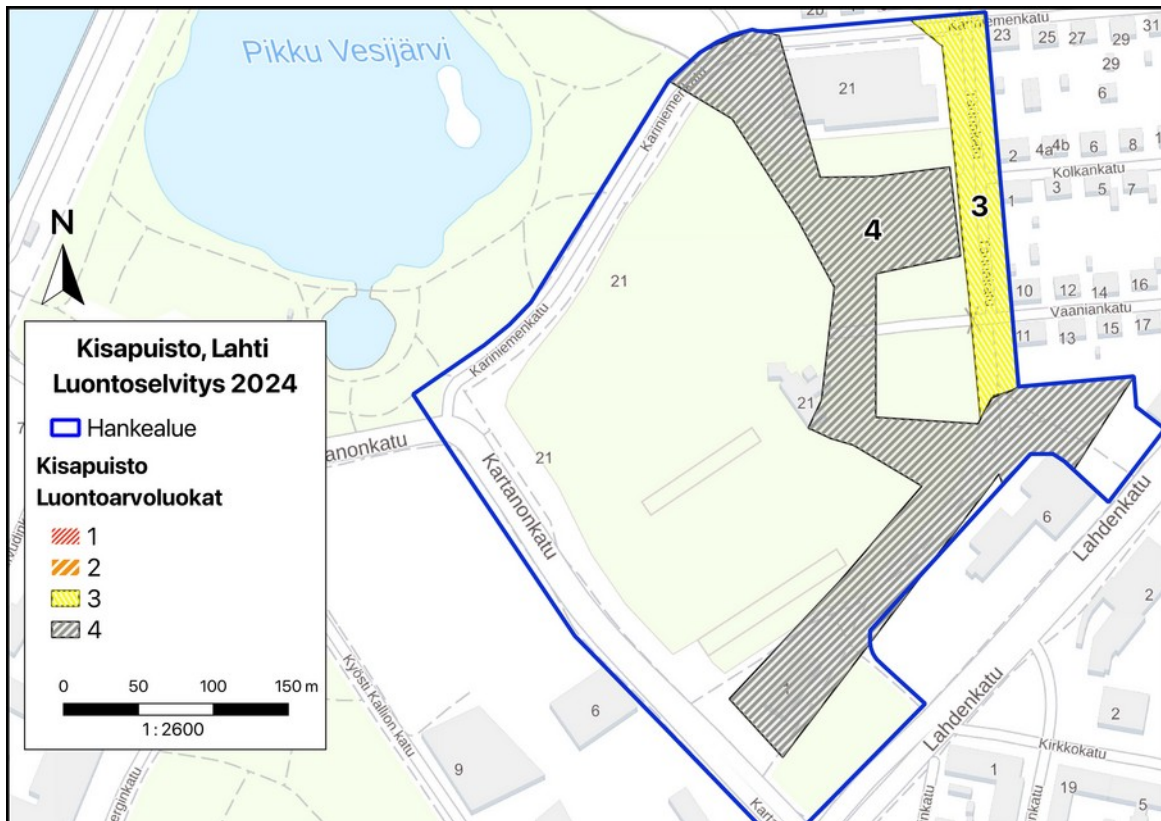 Kariniemenkatu
23
25
27
29
31
Pikku Vesijärvi
29
21
6
Kariniemenkatu
2
4a
4b
6
8
Kolkankatu
1
3
5
7
3
N
4
21
10
12
14
16
Vaaniankatu
11
13
15
17
Kariniemenkatu
Kisapuisto, Lahti
Luontoselvitys 2024
Hankealue
Kisapuisto
Luontoarvoluokat
1
2
3
4
0 50 100 150 m
1 : 2600
21
anonkatu
21
Kartanonkatu
6
Lahdenkatu
2
Kyösti Kallion katu
6
9
Lahdenkatu
2
Kirkkokatu
1
19
5
erginkatu